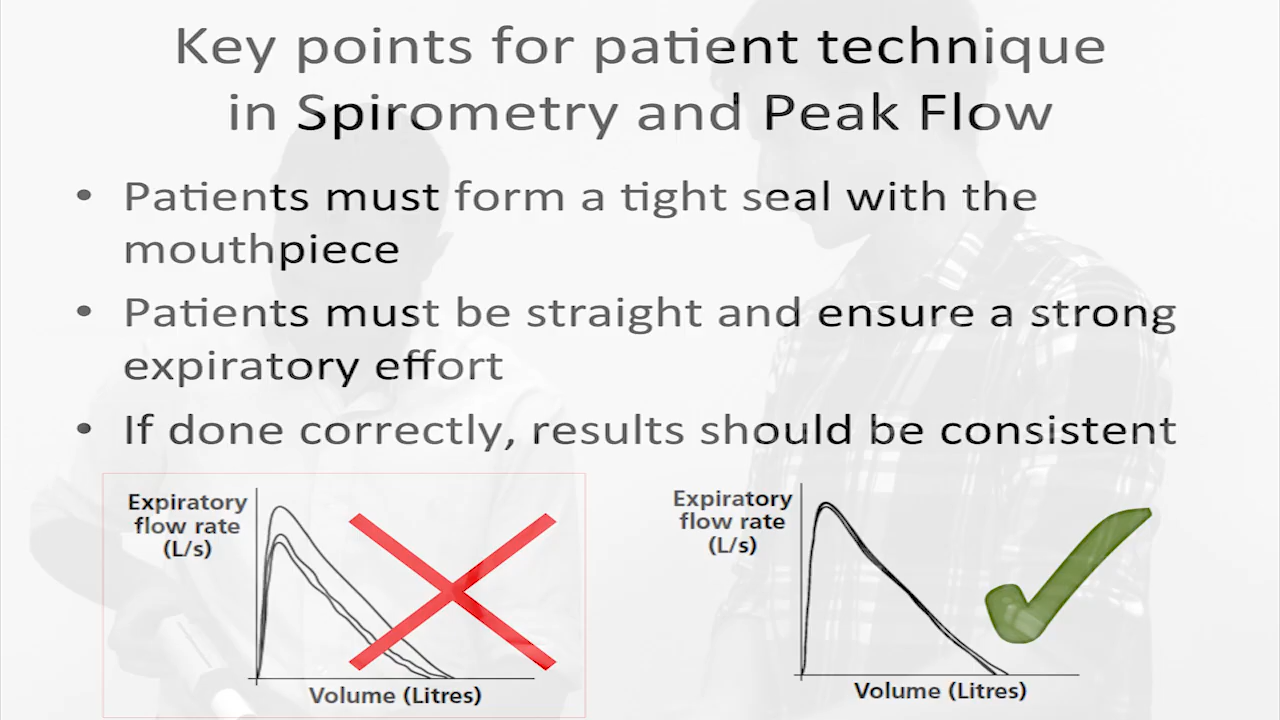 Key points for patient technique
in Spirometry and Peak Flow
• Patients must form a tight seal with the
mouthpiece
• Patients must be straight and ensure a strong
expiratory effort
• If done correctly, results should be consistent
Expiratory
flow rate
(L/s)
Volume (Litres)
Expiratory
flow rate
(L/s)
Volume (Litres)